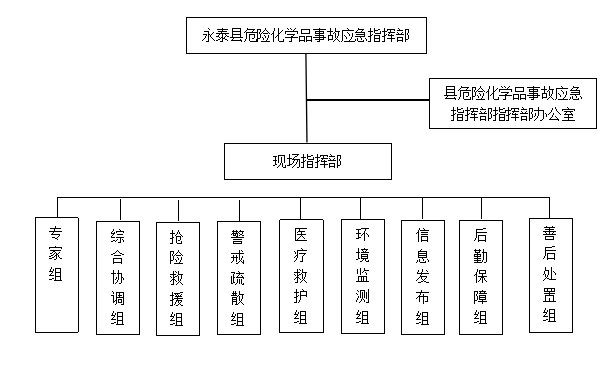 永泰县危险化学品事故应急指挥部
县危险化学品事故应急
指挥部指挥部办公室
现场指挥部
专家组
综合协调组
抢险救援组
警戒疏散组
医疗救护组
环境监测组
信息发布组
后勤保障组
善后处置组